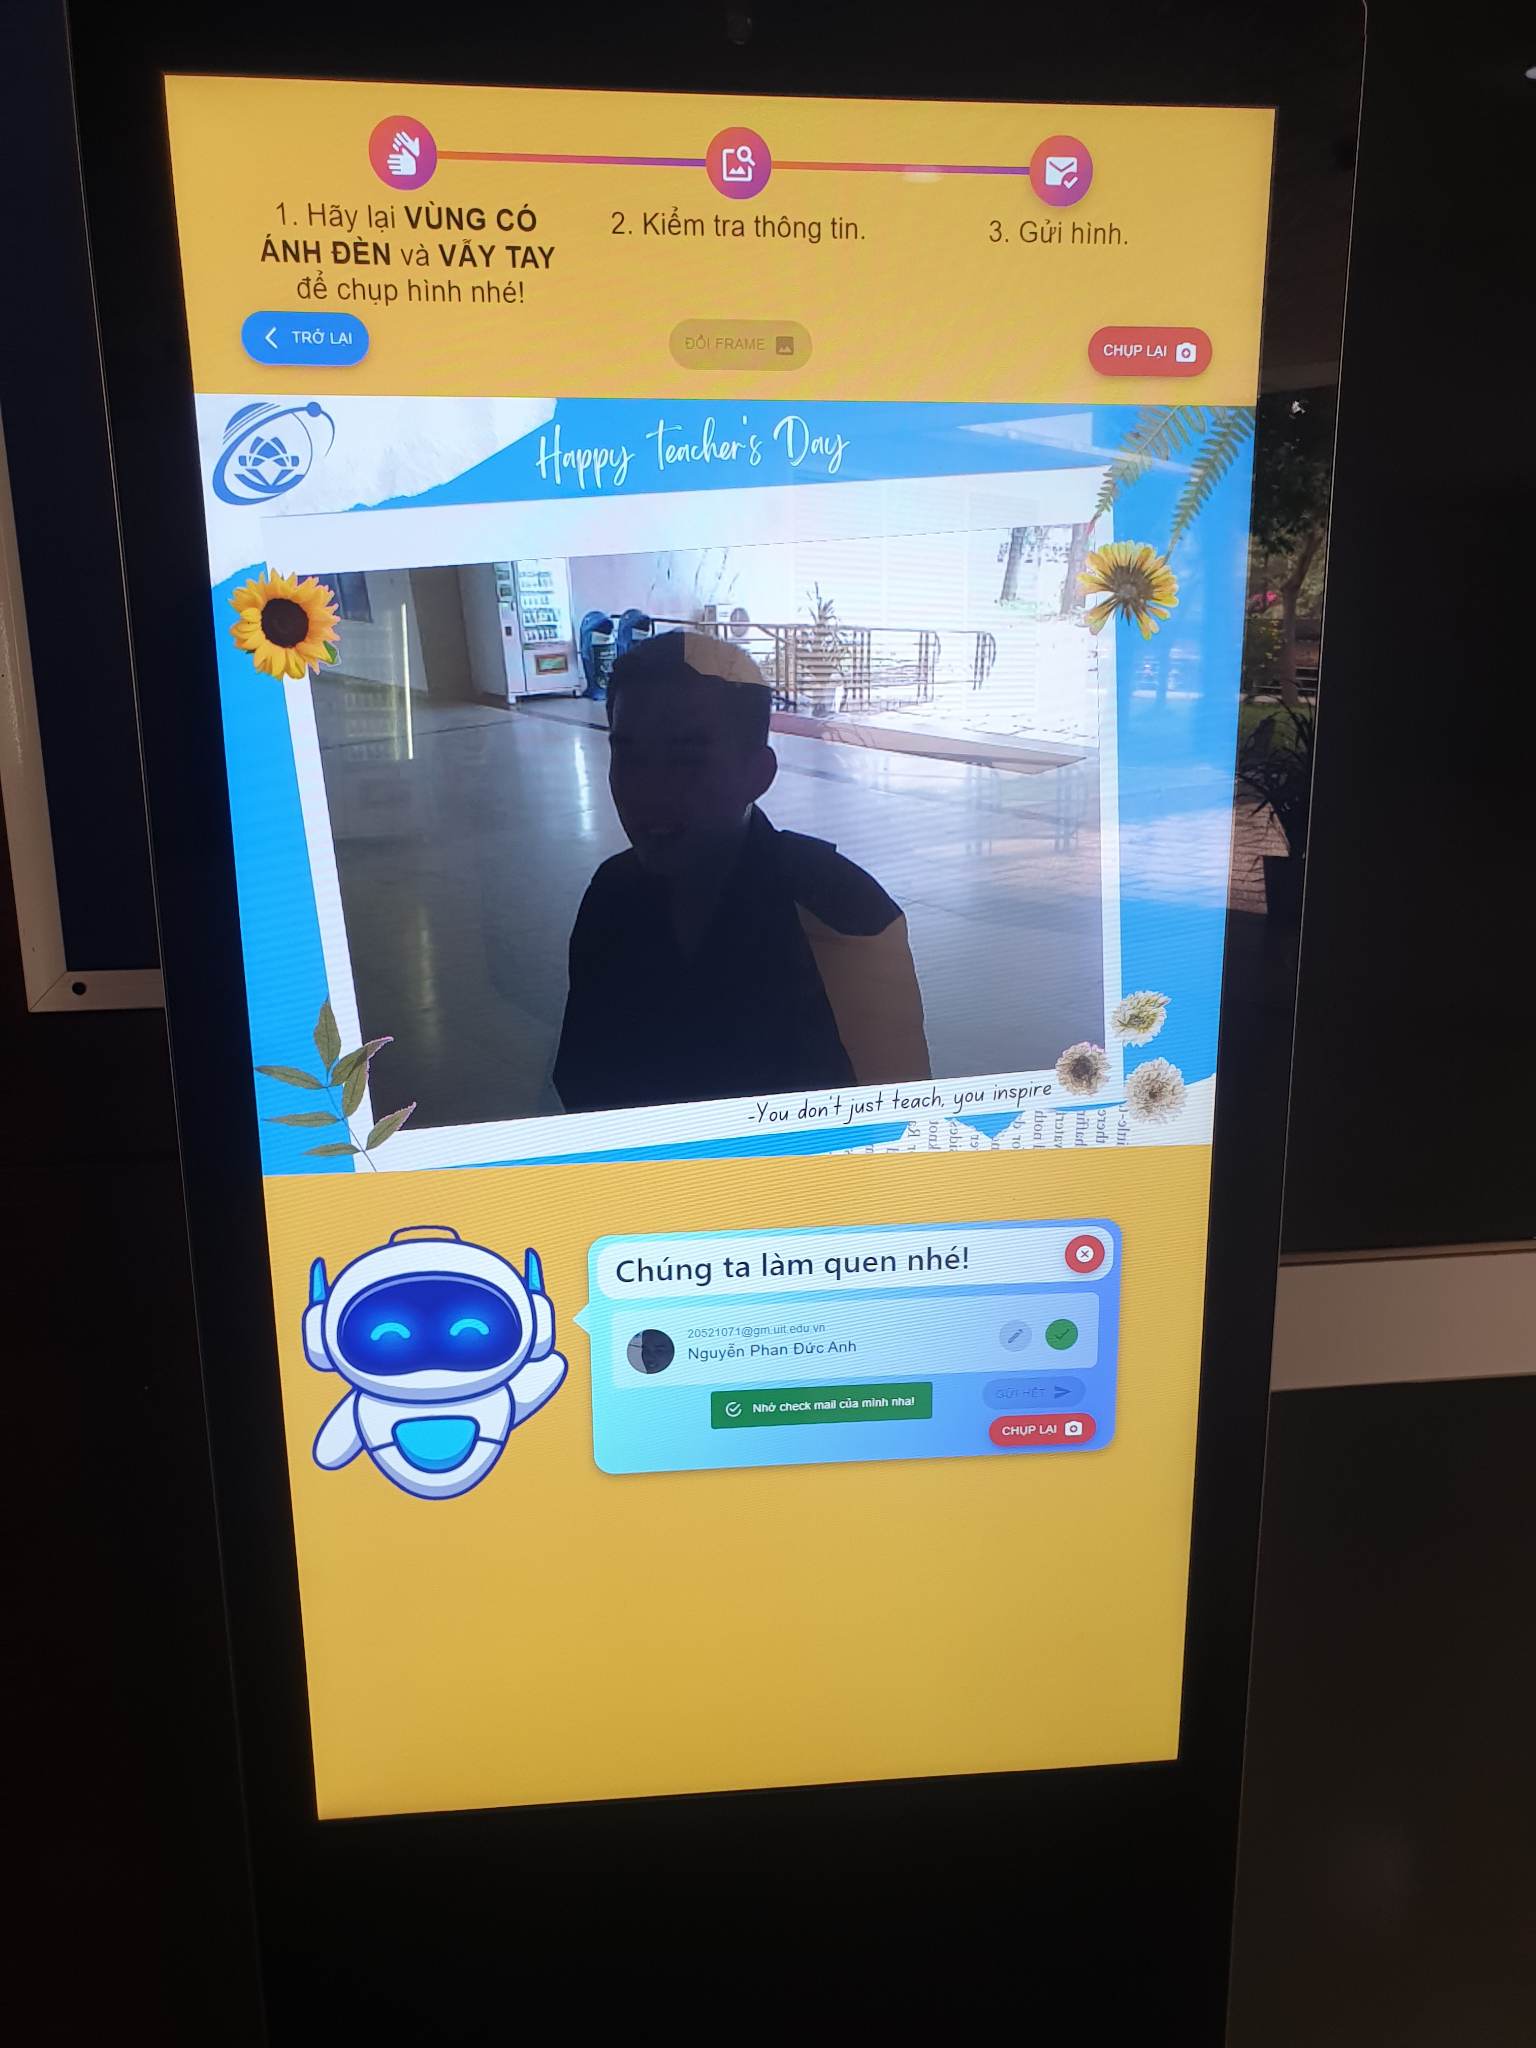 1. Hãy lại VÙNG CÓ
ÁNH ĐÈN và VẪY TAY
để chụp hình nhé!
2. Kiểm tra thông tin.
3. Gửi hình.
TRỞ LẠI
ĐỔI FRAME
CHỤP LẠI
Happy Teacher's Day
-You don't just teach, you inspire
Chúng ta làm quen nhé!
20521071@gm.uit.edu.vn
Nguyễn Phan Đức Anh
Nhớ check mail của mình nha!
GỬI HẾT
CHỤP LẠI